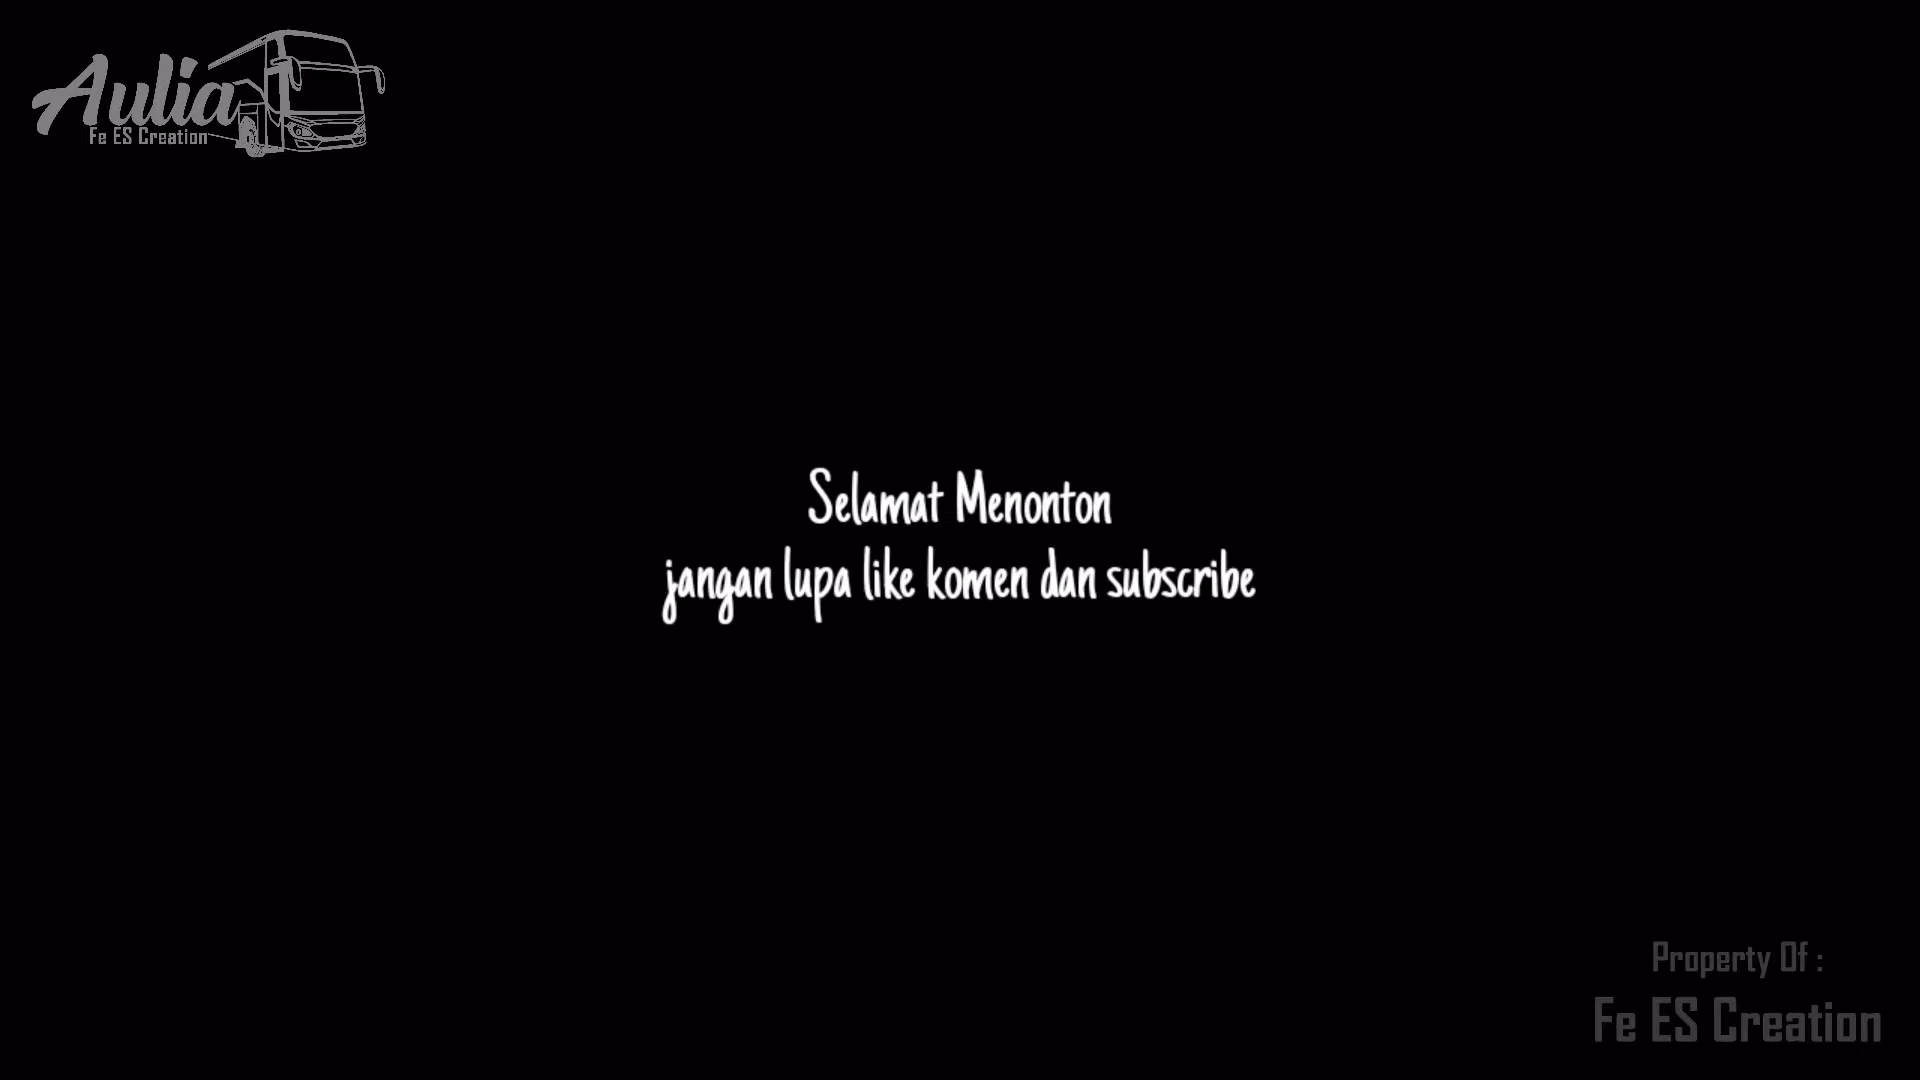 Aulia
Fe ES Creation
Selamat Menonton
jangan lupa like komen dan subscribe
Property Of :
Fe ES Creation